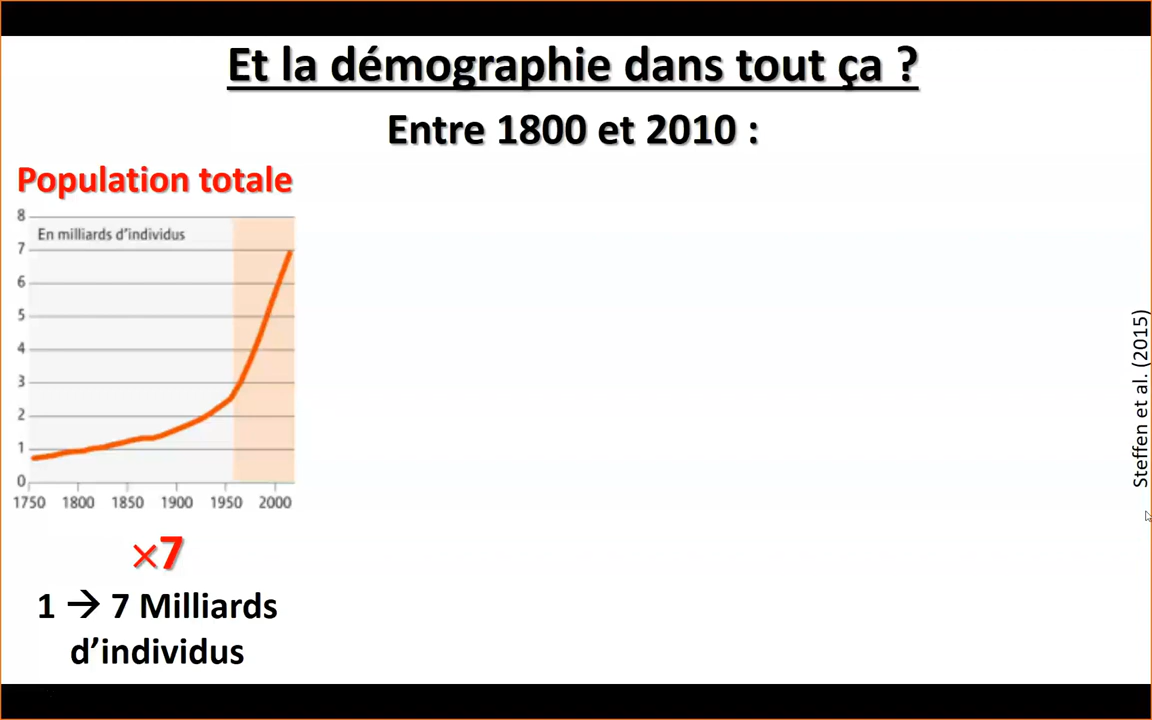 Et la démographie dans tout ça ?
Entre 1800 et 2010 :
Population totale
8
En milliards d'individus
7
6
5
4
3
2
1
0
1750 1800 1850 1900 1950 2000
×7
1 → 7 Milliards
d'individus
Steffen et al. (2015)